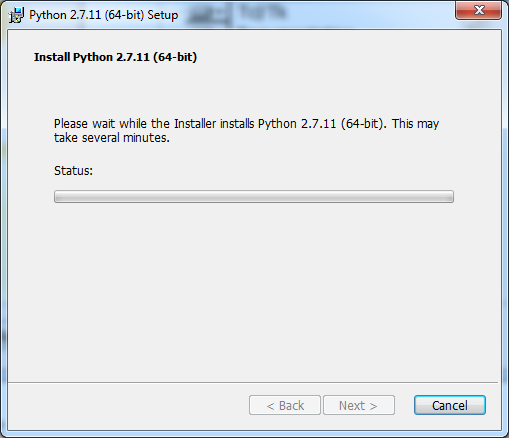 Python 2.7.11 (64-bit) Setup
Install Python 2.7.11 (64-bit)
Please wait while the Installer installs Python 2.7.11 (64-bit). This may
take several minutes.
Status:
< Back
Next >
Cancel